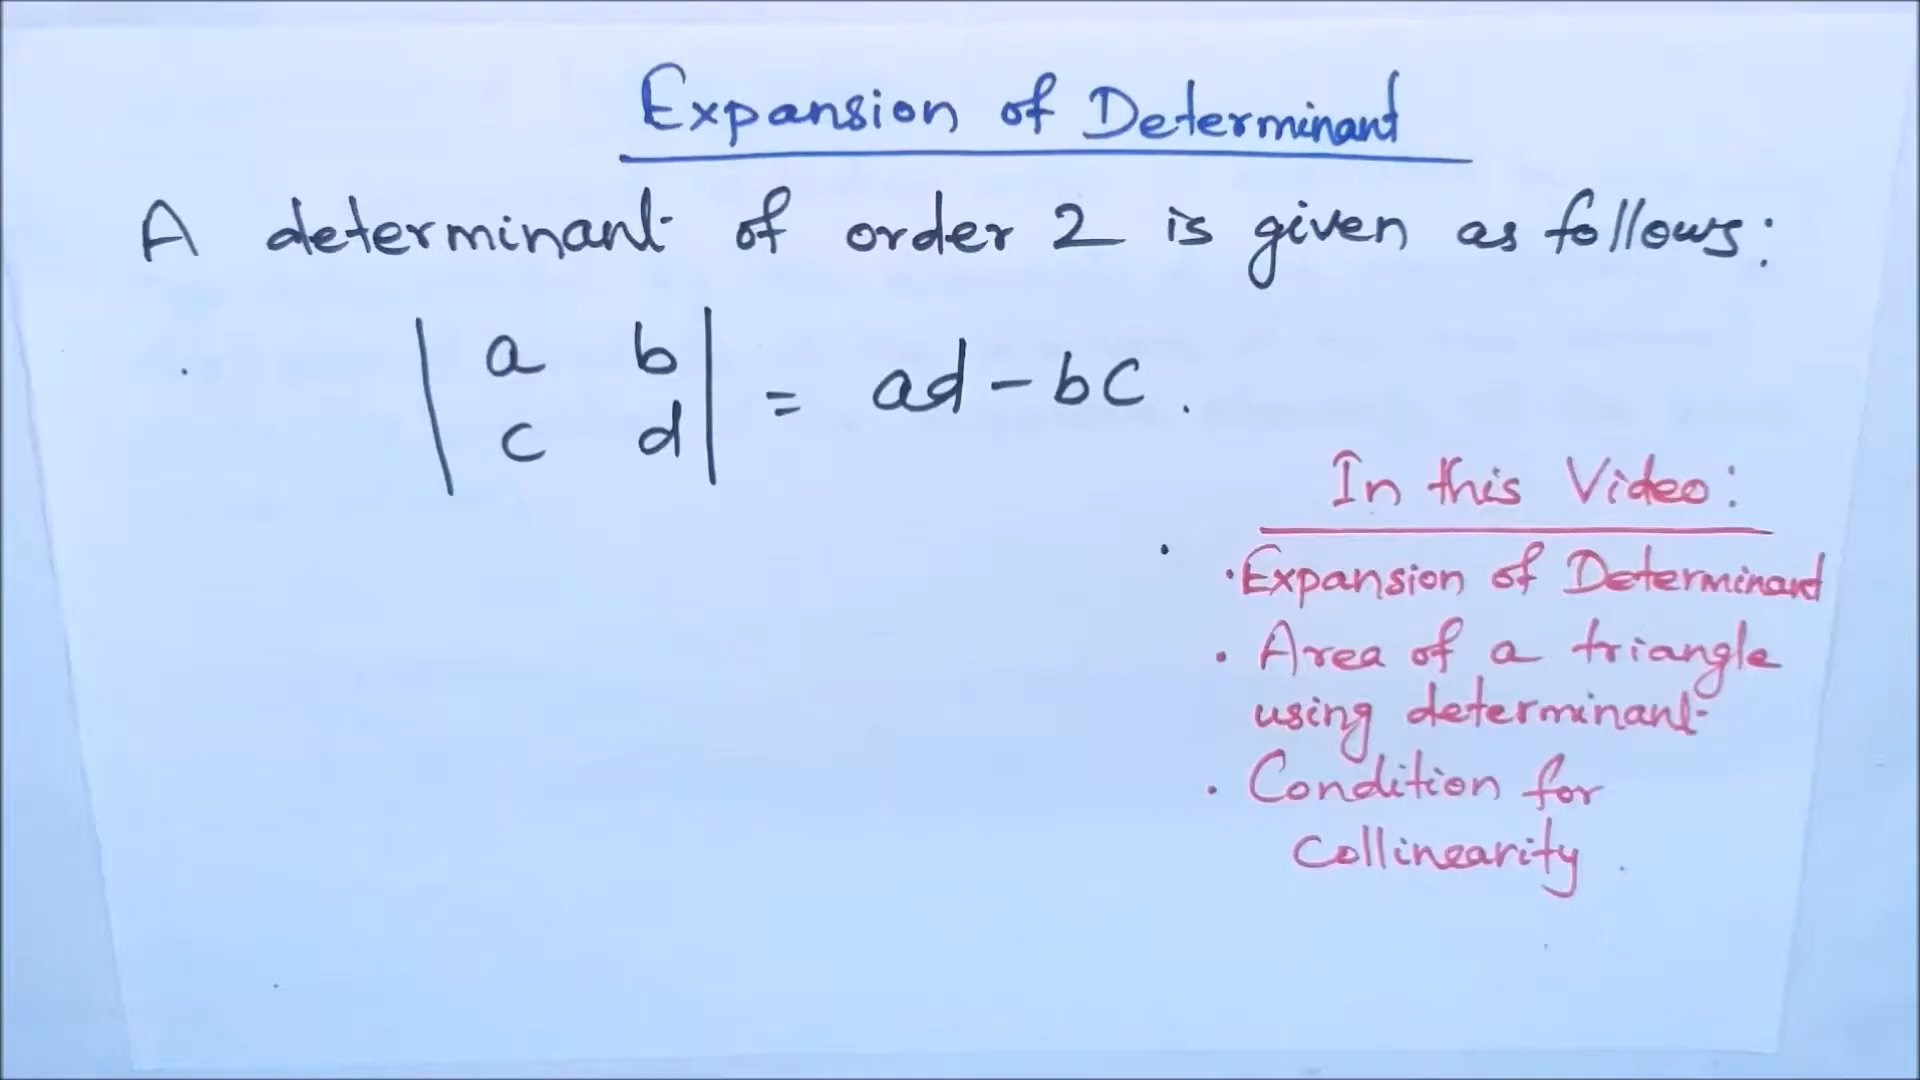 Expansion of Determinant
A determinant of order 2 is given as follows:
| a b |
| c d | = ad - bc.
In this Video:
· Expansion of Determinant
· Area of a triangle
using determinant
· Condition for
Collinearity